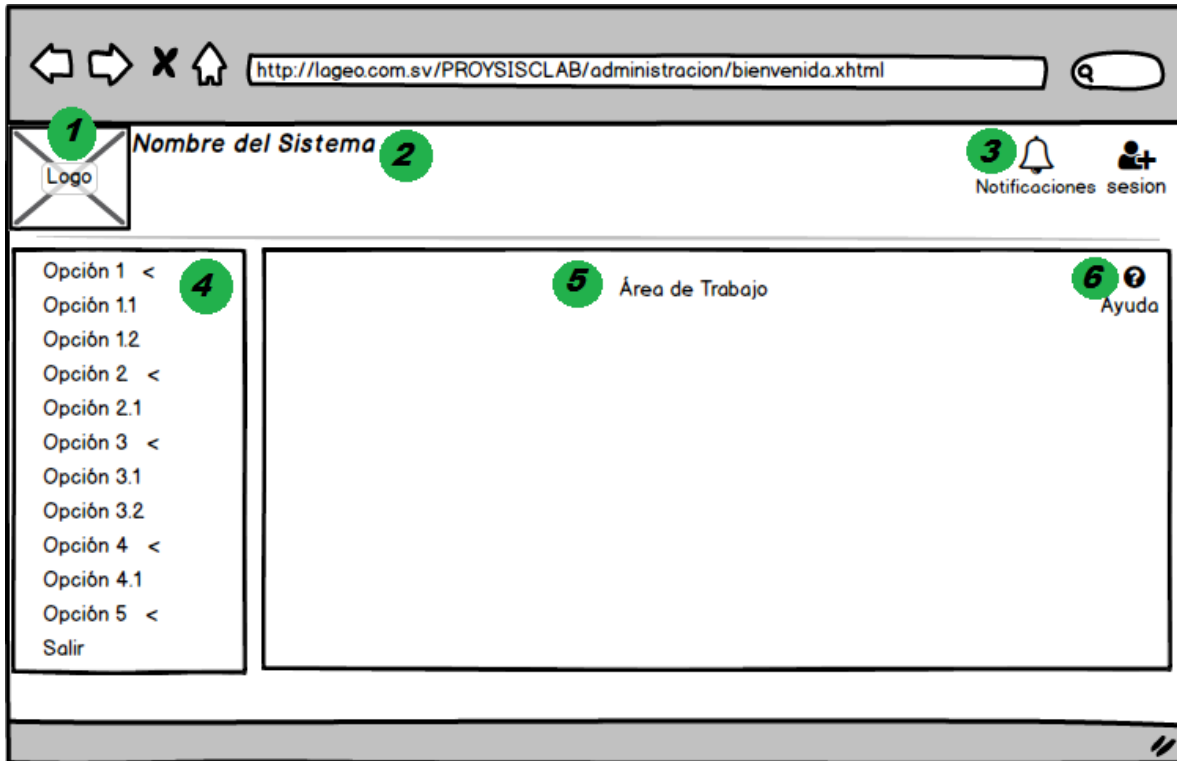 http://lageo.com.sv/PROYSISCLAB/administracion/bienvenida.xhtml
1
Logo
Nombre del Sistema
2
3
Notificaciones
sesion
4
Opción 1 <
Opción 1.1
Opción 1.2
Opción 2 <
Opción 2.1
Opción 3 <
Opción 3.1
Opción 3.2
Opción 4 <
Opción 4.1
Opción 5 <
Salir
5
Área de Trabajo
6
Ayuda